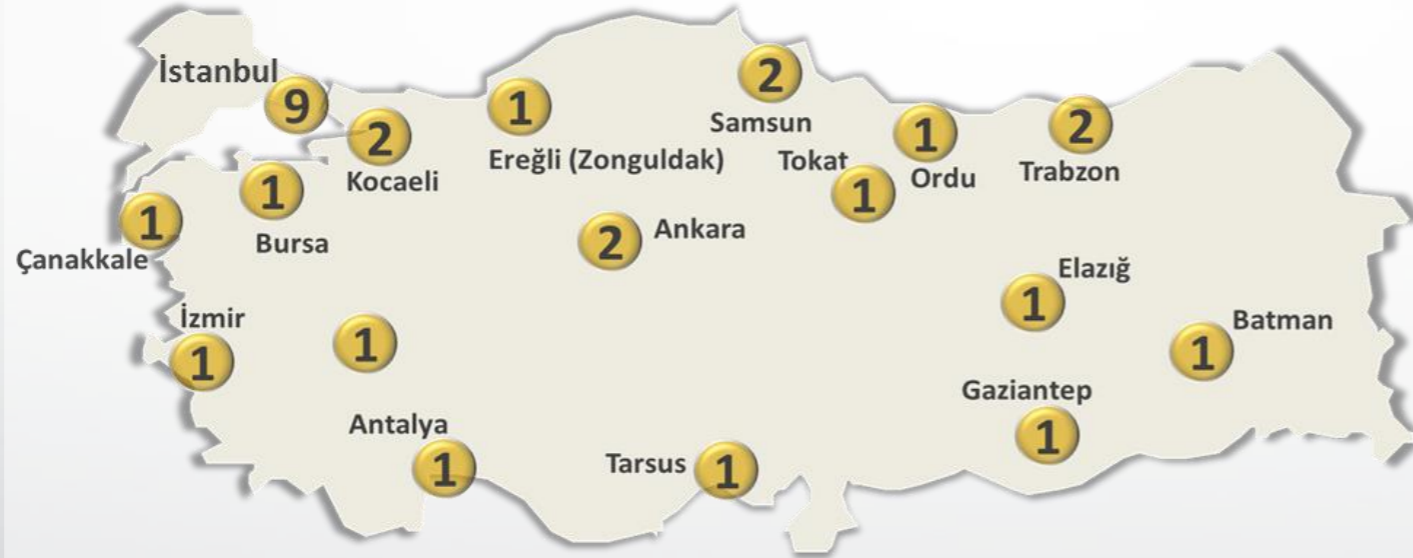 İstanbul
9
2
Kocaeli
1
Ereğli (Zonguldak)
2
Samsun
1
Ordu
2
Trabzon
Tokat
1
1
Bursa
1
Çanakkale
2
Ankara
Elazığ
1
Batman
1
İzmir
1
1
Gaziantep
1
Antalya
1
Tarsus
1